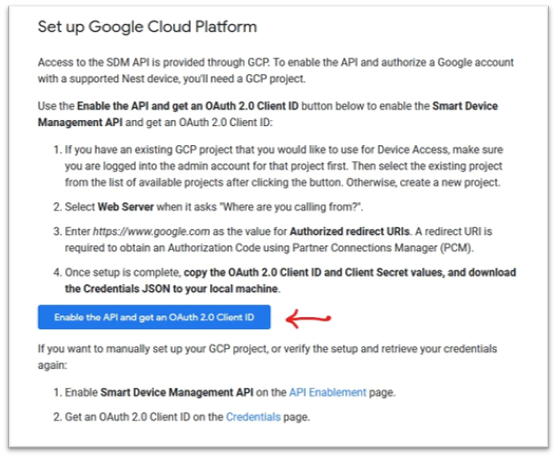 Set up Google Cloud Platform
Access to the SDM API is provided through GCP. To enable the API and authorize a Google account
with a supported Nest device, you'll need a GCP project.
Use the Enable the API and get an OAuth 2.0 Client ID button below to enable the Smart Device
Management API and get an OAuth 2.0 Client ID:
1. If you have an existing GCP project that you would like to use for Device Access, make sure
you are logged into the admin account for that project first. Then select the existing project
from the list of available projects after clicking the button. Otherwise, create a new project.
2. Select Web Server when it asks "Where are you calling from?".
3. Enter https://www.google.com as the value for Authorized redirect URIs. A redirect URI is
required to obtain an Authorization Code using Partner Connections Manager (PCM).
4. Once setup is complete, copy the OAuth 2.0 Client ID and Client Secret values, and download
the Credentials JSON to your local machine.
Enable the API and get an OAuth 2.0 Client ID
If you want to manually set up your GCP project, or verify the setup and retrieve your credentials
again:
1. Enable Smart Device Management API on the API Enablement page.
2. Get an OAuth 2.0 Client ID on the Credentials page.